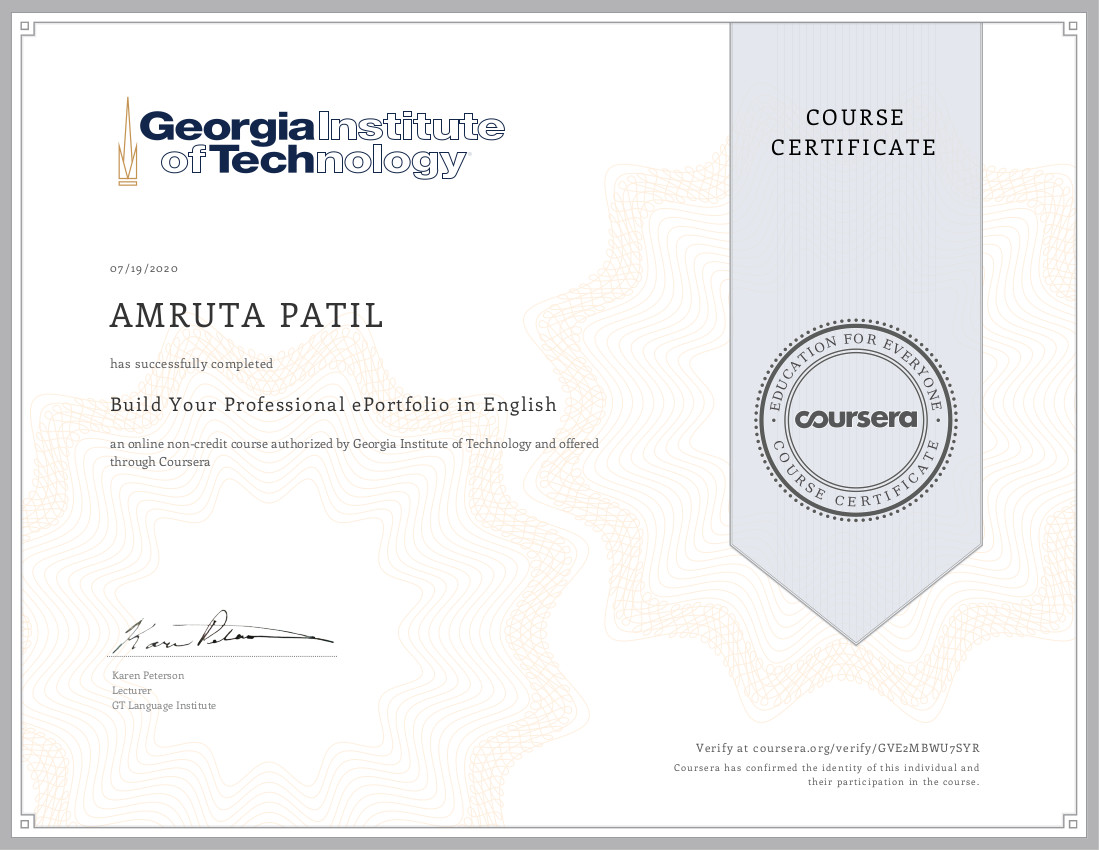 Georgia Institute
of Technology
COURSE
CERTIFICATE
07/19/2020
AMRUTA PATIL
has successfully completed
Build Your Professional ePortfolio in English
an online non-credit course authorized by Georgia Institute of Technology and offered
through Coursera
EDUCATION FOR EVERYONE
coursera
COURSE CERTIFICATE
Karen Peterson
Lecturer
GT Language Institute
Verify at coursera.org/verify/GVE2MBWU7SYR
Coursera has confirmed the identity of this individual and
their participation in the course.